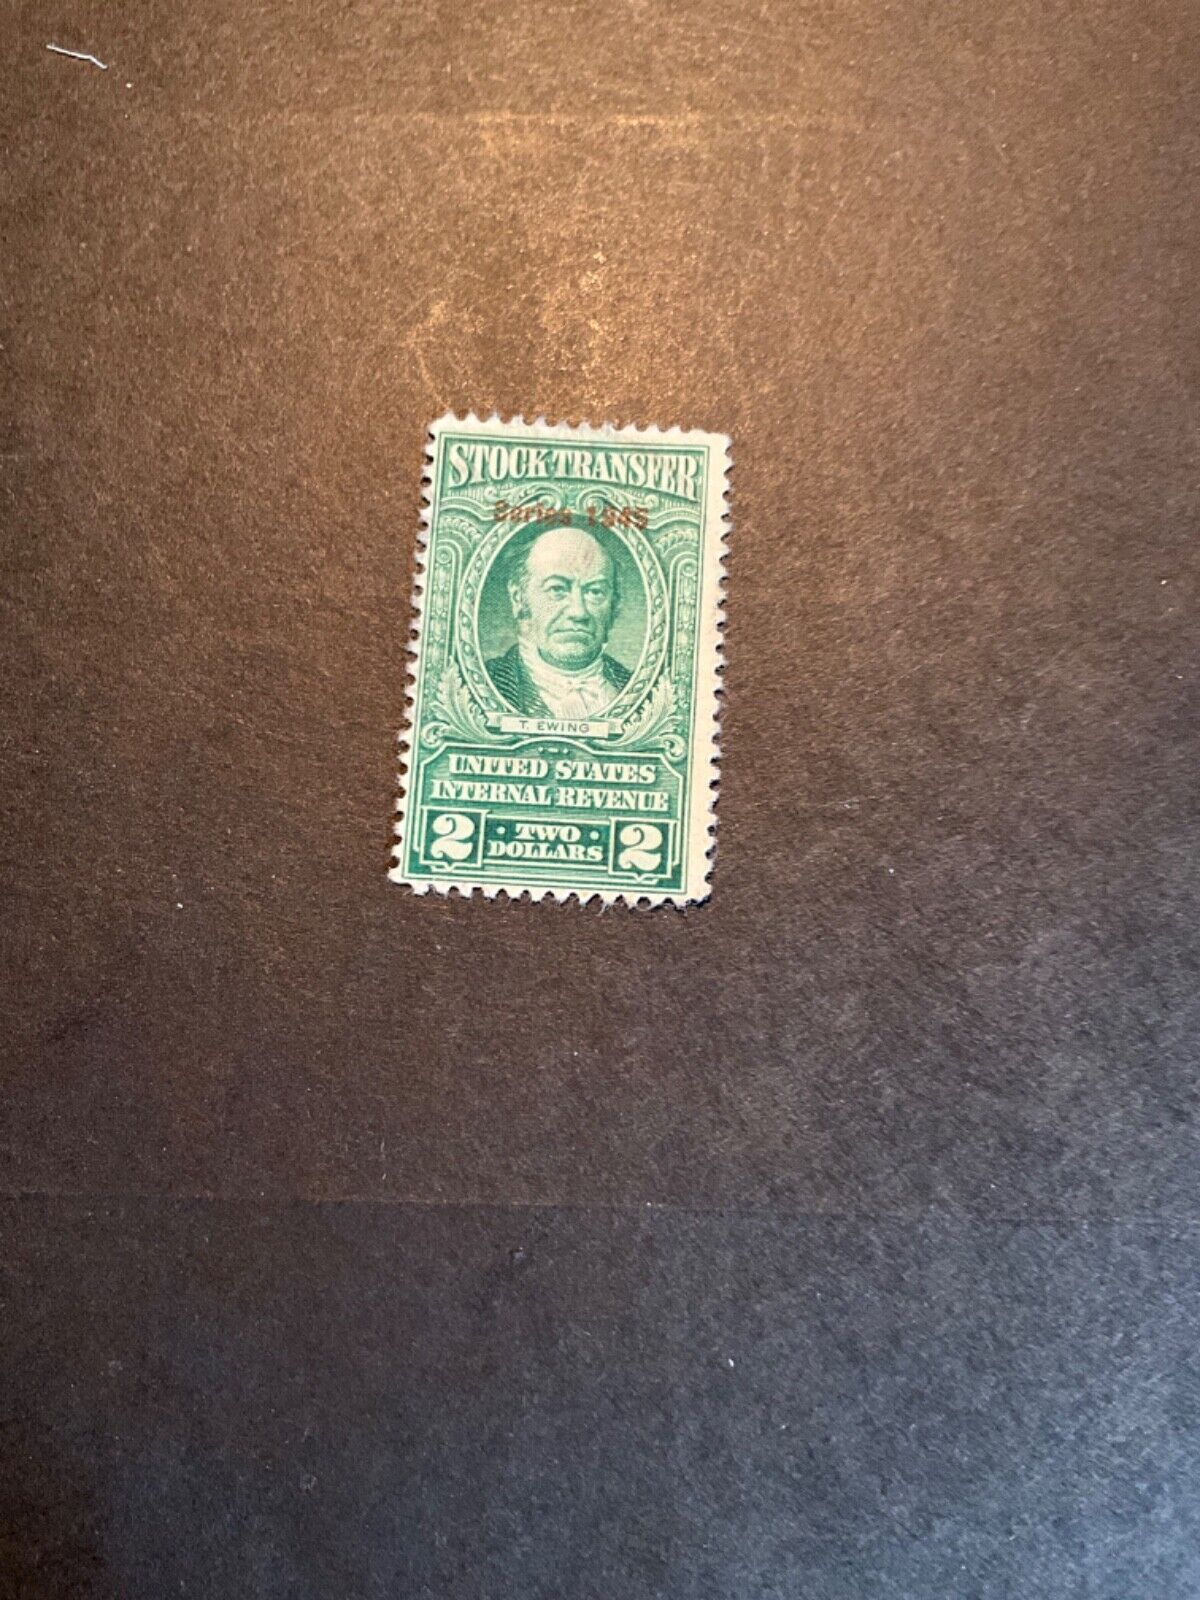 STOCK·TRANSFER
Series 1945
T. EWING
UNITED STATES
INTERNAL REVENUE
2 · TWO · 2
DOLLARS